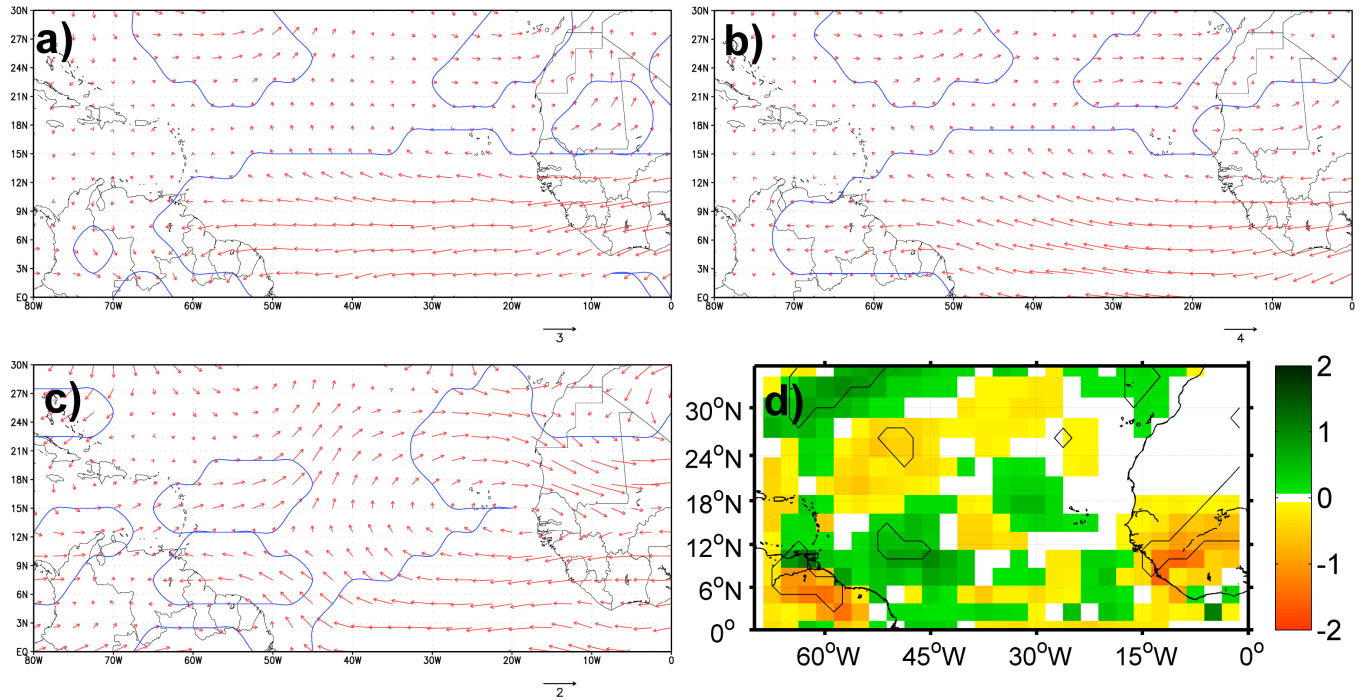 a)
30N
27N
24N
21N
18N
15N
12N
9N
6N
3N
EQ
80W 70W 60W 50W 40W 30W 20W 10W 0
3
b)
30N
27N
24N
21N
18N
15N
12N
9N
6N
3N
EQ
80W 70W 60W 50W 40W 30W 20W 10W 0
4
c)
30N
27N
24N
21N
18N
15N
12N
9N
6N
3N
EQ
80W 70W 60W 50W 40W 30W 20W 10W 0
2
d)
30°N
24°N
18°N
12°N
6°N
0°
60°W 45°W 30°W 15°W 0°
2
1
0
-1
-2